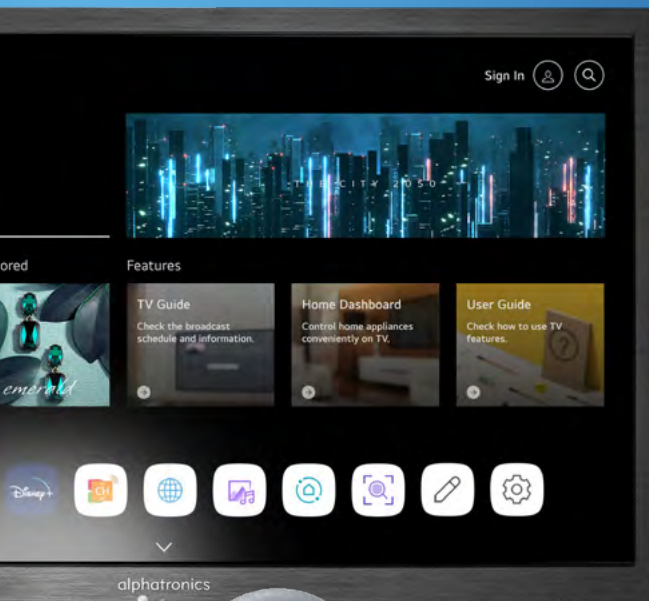 Sign In
THE CITY 2050
ored
Features
TV Guide
Check the broadcast
schedule and information.
Home Dashboard
Control home appliances
conveniently on TV.
User Guide
Check how to use TV
features.
?
emerald
Disney+
CH
alphatronics